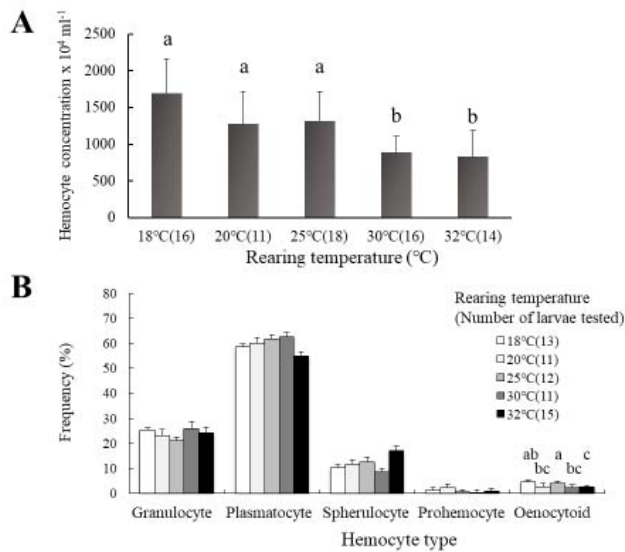 A
Hemocyte concentration x 10⁴ ml⁻¹
2500
2000
1500
1000
500
0
a
a
a
b
b
18℃(16) 20℃(11) 25℃(18) 30℃(16) 32℃(14)
Rearing temperature (℃)
B
Frequency (%)
80
70
60
50
40
30
20
10
0
Rearing temperature
(Number of larvae tested)
18℃(13)
20℃(11)
25℃(12)
30℃(11)
32℃(15)
ab a c
bc bc
Granulocyte Plasmatocyte Spherulocyte Prohemocyte Oenocytoid
Hemocyte type